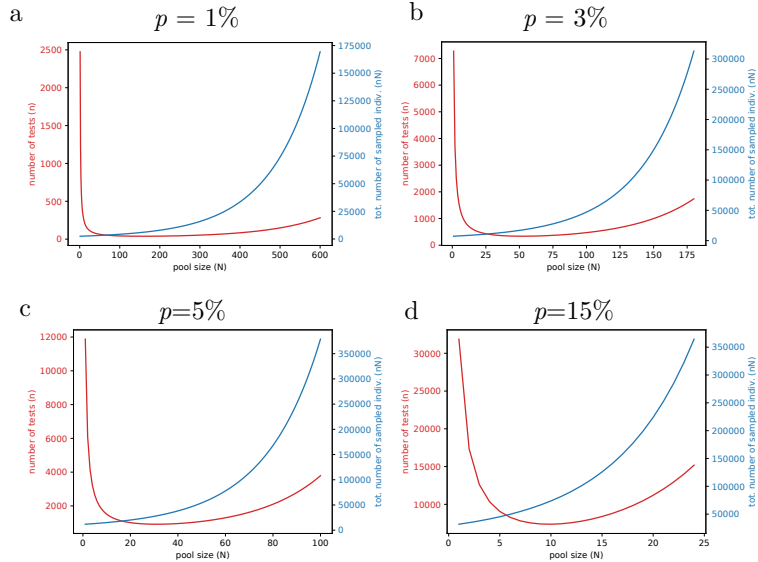 a
p = 1%
2500
2000
1500
1000
500
0
number of tests (n)
175000
150000
125000
100000
75000
50000
25000
0
tot. number of sampled indiv. (nN)
0 100 200 300 400 500 600
pool size (N)
b
p = 3%
7000
6000
5000
4000
3000
2000
1000
0
number of tests (n)
300000
250000
200000
150000
100000
50000
0
tot. number of sampled indiv. (nN)
0 25 50 75 100 125 150 175
pool size (N)
c
p=5%
12000
10000
8000
6000
4000
2000
number of tests (n)
350000
300000
250000
200000
150000
100000
50000
0
tot. number of sampled indiv. (nN)
0 20 40 60 80 100
pool size (N)
d
p=15%
30000
25000
20000
15000
10000
number of tests (n)
350000
300000
250000
200000
150000
100000
50000
tot. number of sampled indiv. (nN)
0 5 10 15 20 25
pool size (N)